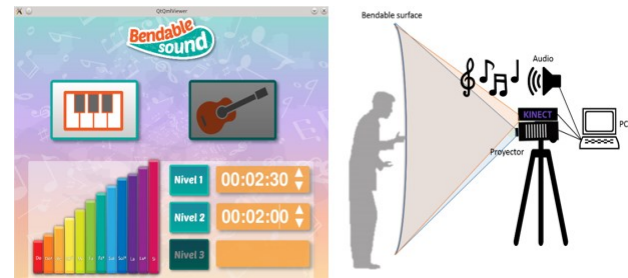 QtQmlViewer
Bendable
sound
Nivel 1
00:02:30
Nivel 2
00:02:00
Nivel 3
Bendable surface
Audio
KINECT
PC
Proyector